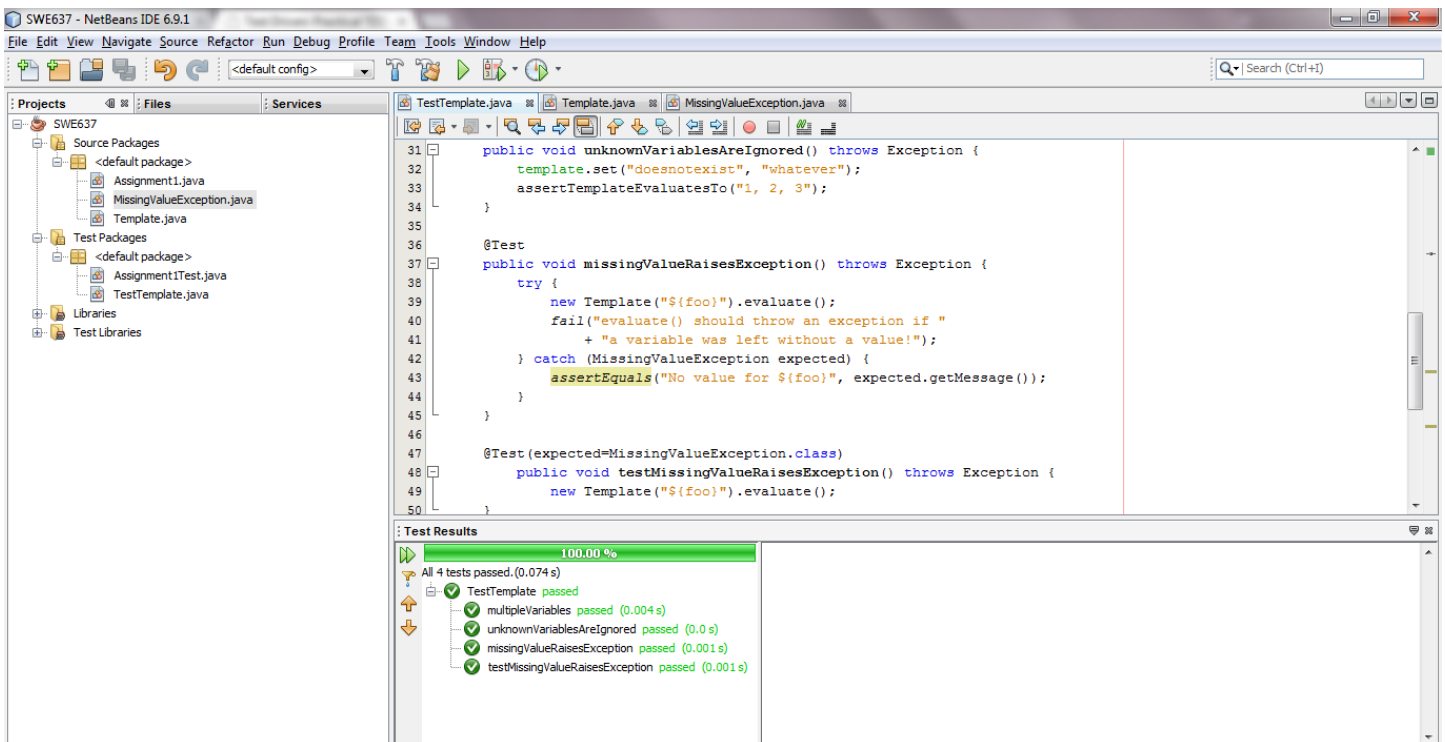 SWE637 - NetBeans IDE 6.9.1
File Edit View Navigate Source Refactor Run Debug Profile Team Tools Window Help
<default config>
Search (Ctrl+I)
Projects
Files
Services
SWE637
Source Packages
<default package>
Assignment1.java
MissingValueException.java
Template.java
Test Packages
<default package>
Assignment1Test.java
TestTemplate.java
Libraries
Test Libraries
TestTemplate.java
Template.java
MissingValueException.java
31 public void unknownVariablesAreIgnored() throws Exception {
32 template.set("doesnotexist", "whatever");
33 assertTemplateEvaluatesTo("1, 2, 3");
34 }
35
36 @Test
37 public void missingValueRaisesException() throws Exception {
38 try {
39 new Template("${foo}").evaluate();
40 fail("evaluate() should throw an exception if "
41 + "a variable was left without a value!");
42 } catch (MissingValueException expected) {
43 assertEquals("No value for ${foo}", expected.getMessage());
44 }
45 }
46
47 @Test(expected=MissingValueException.class)
48 public void testMissingValueRaisesException() throws Exception {
49 new Template("${foo}").evaluate();
50 }
Test Results
100.00 %
All 4 tests passed.(0.074 s)
TestTemplate passed
multipleVariables passed (0.004 s)
unknownVariablesAreIgnored passed (0.0 s)
missingValueRaisesException passed (0.001 s)
testMissingValueRaisesException passed (0.001 s)